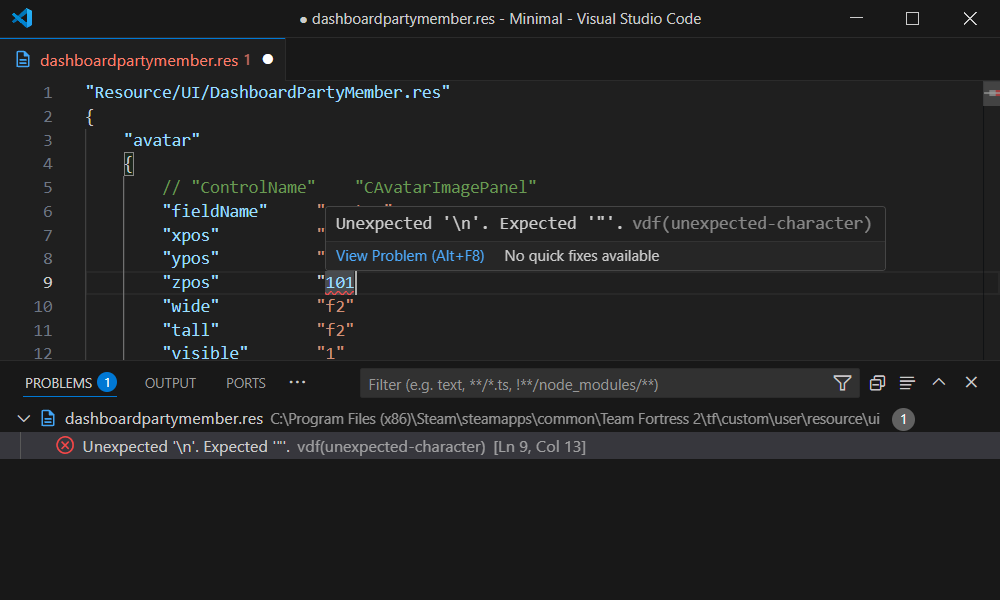 ● dashboardpartymember.res - Minimal - Visual Studio Code
dashboardpartymember.res 1 ●
1 "Resource/UI/DashboardPartyMember.res"
2 {
3 "avatar"
4 {
5 // "ControlName" "CAvatarImagePanel"
6 "fieldName" "
7 "xpos" "
8 "ypos" "
Unexpected '\n'. Expected '"'. vdf(unexpected-character)
View Problem (Alt+F8) No quick fixes available
9 "zpos" "101
10 "wide" "f2"
11 "tall" "f2"
12 "visible" "1"
PROBLEMS 1 OUTPUT PORTS ···
Filter (e.g. text, **/*.ts, !**/node_modules/**)
dashboardpartymember.res C:\Program Files (x86)\Steam\steamapps\common\Team Fortress 2\tf\custom\user\resource\ui 1
Unexpected '\n'. Expected '"'. vdf(unexpected-character) [Ln 9, Col 13]